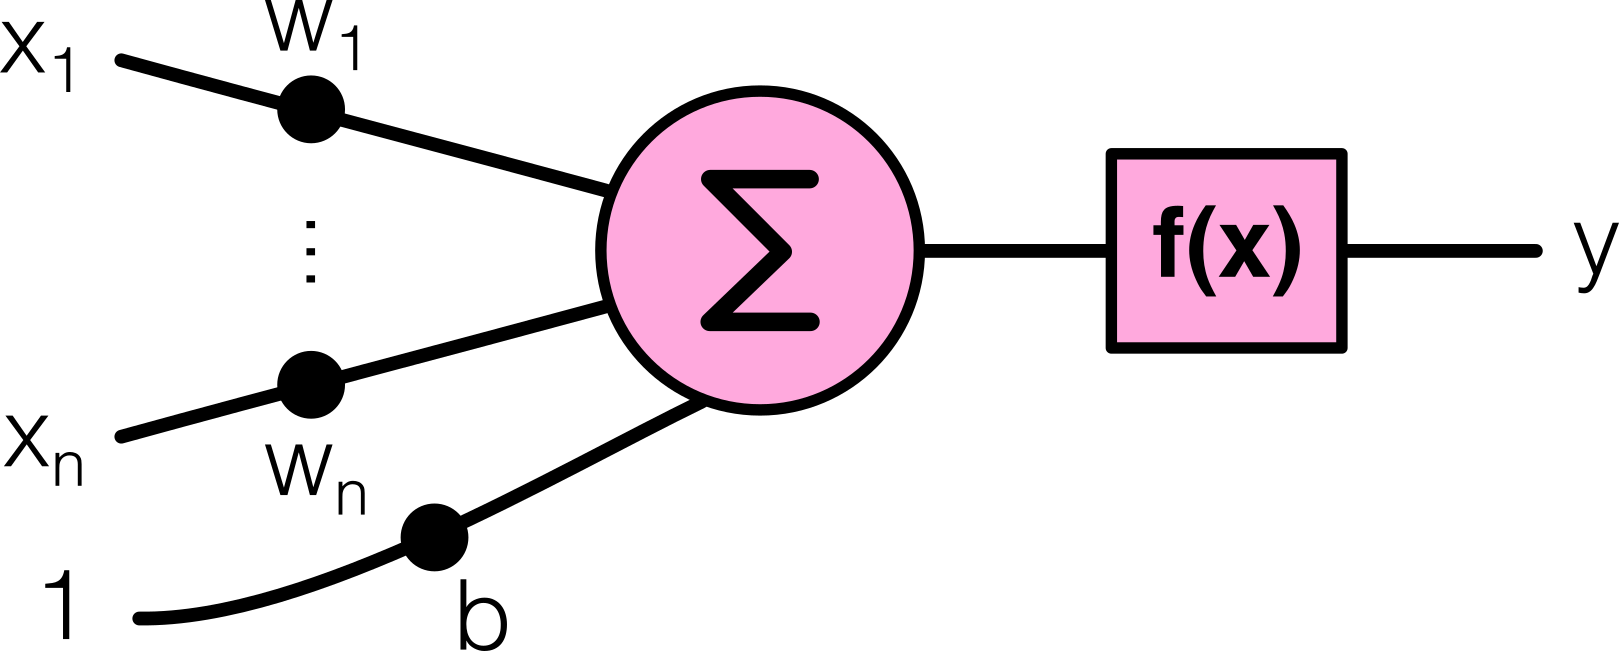 x₁
w₁
⋮
xₙ
wₙ
1
b
Σ
f(x)
y